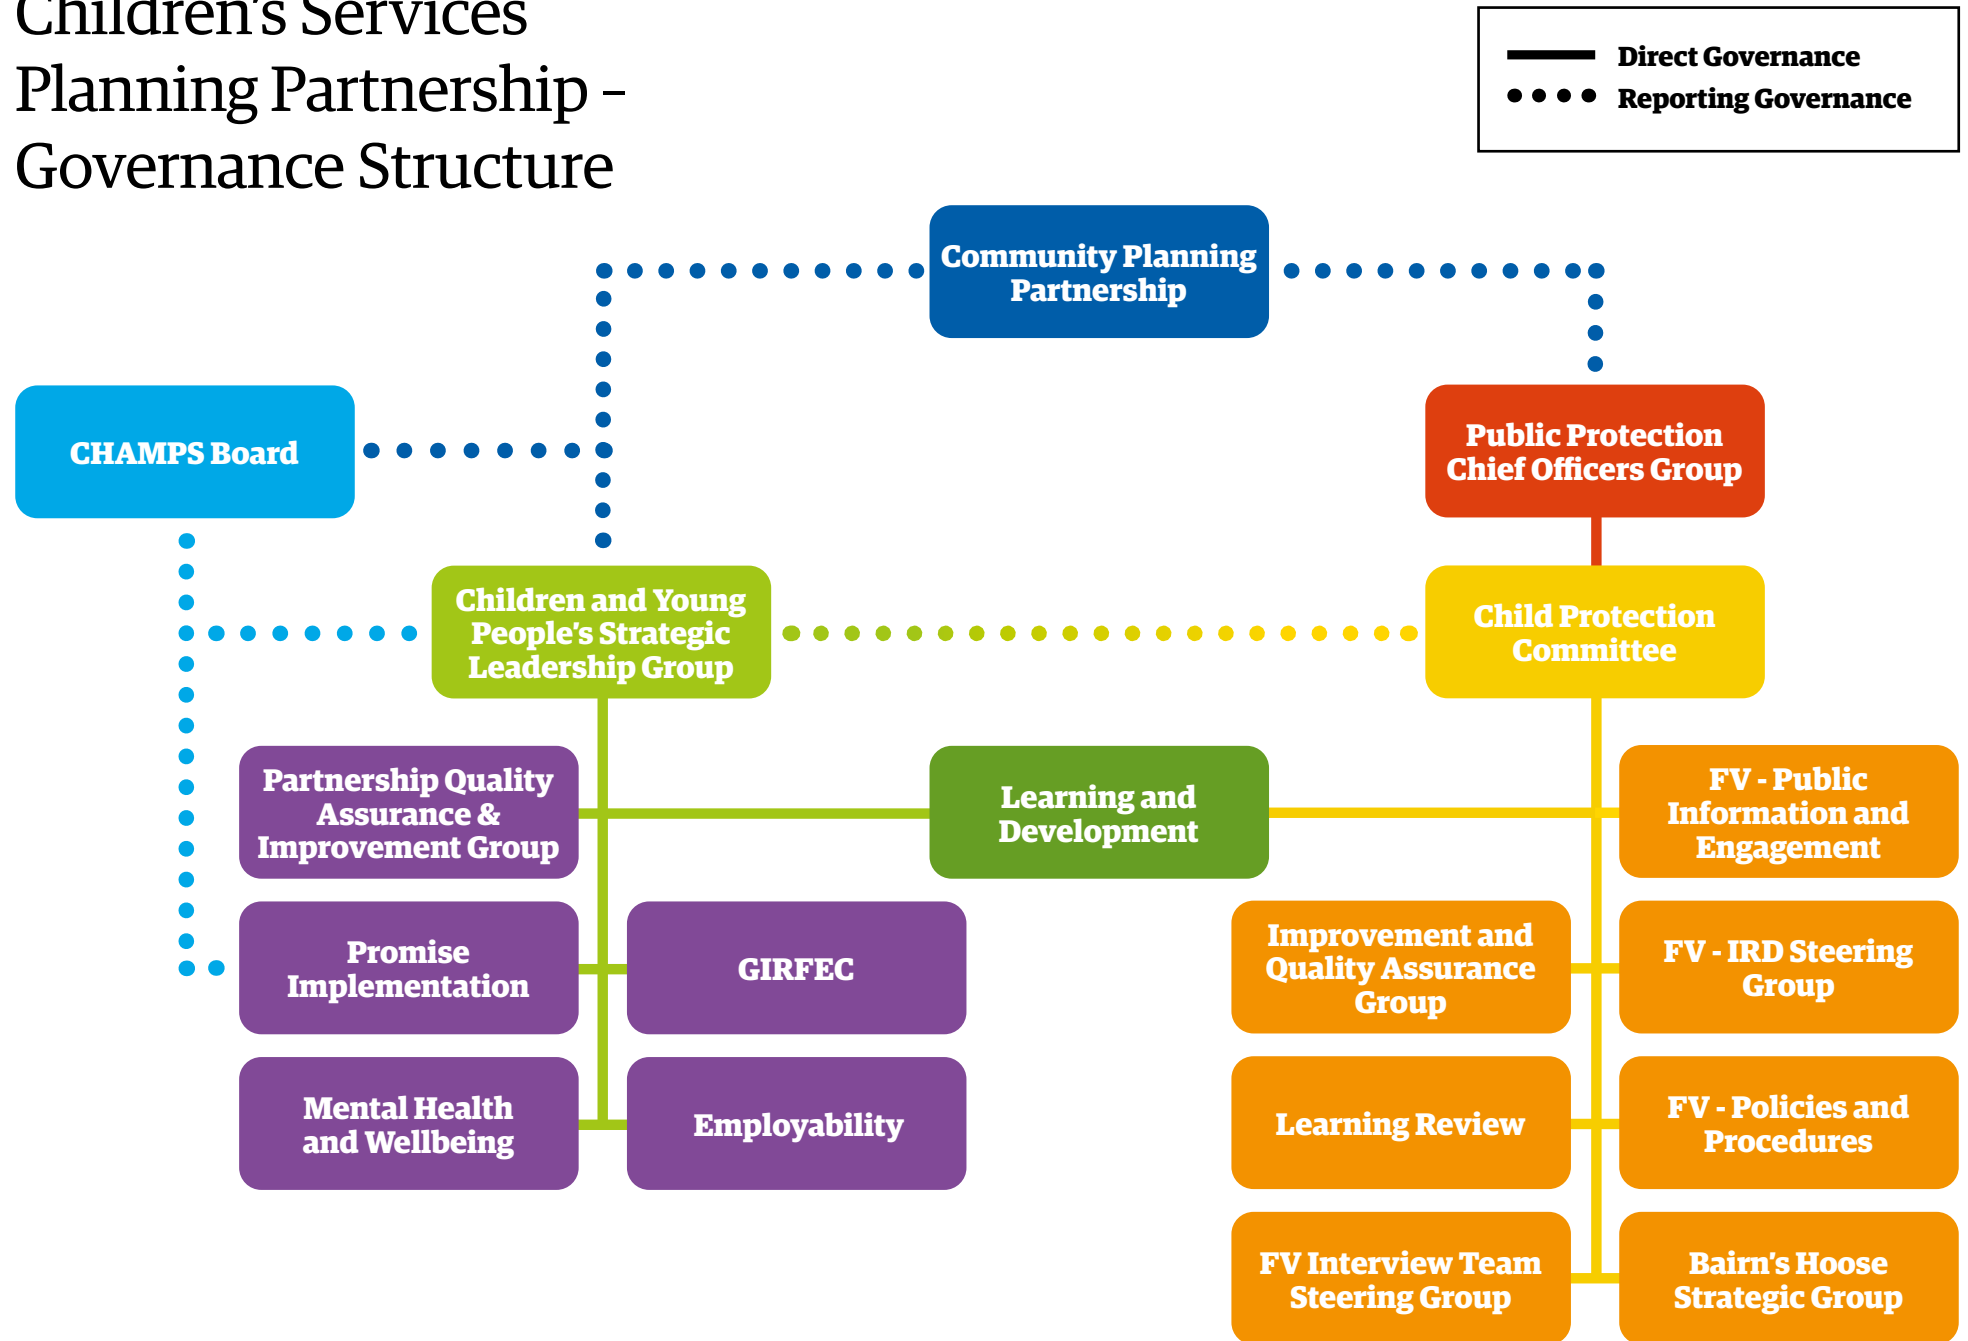 Children's Services
Planning Partnership –
Governance Structure
Direct Governance
Reporting Governance
Community Planning
Partnership
CHAMPS Board
Public Protection
Chief Officers Group
Children and Young
People's Strategic
Leadership Group
Child Protection
Committee
Partnership Quality
Assurance &
Improvement Group
Learning and
Development
FV - Public
Information and
Engagement
Promise
Implementation
GIRFEC
Improvement and
Quality Assurance
Group
FV - IRD Steering
Group
Mental Health
and Wellbeing
Employability
Learning Review
FV - Policies and
Procedures
FV Interview Team
Steering Group
Bairn's Hoose
Strategic Group